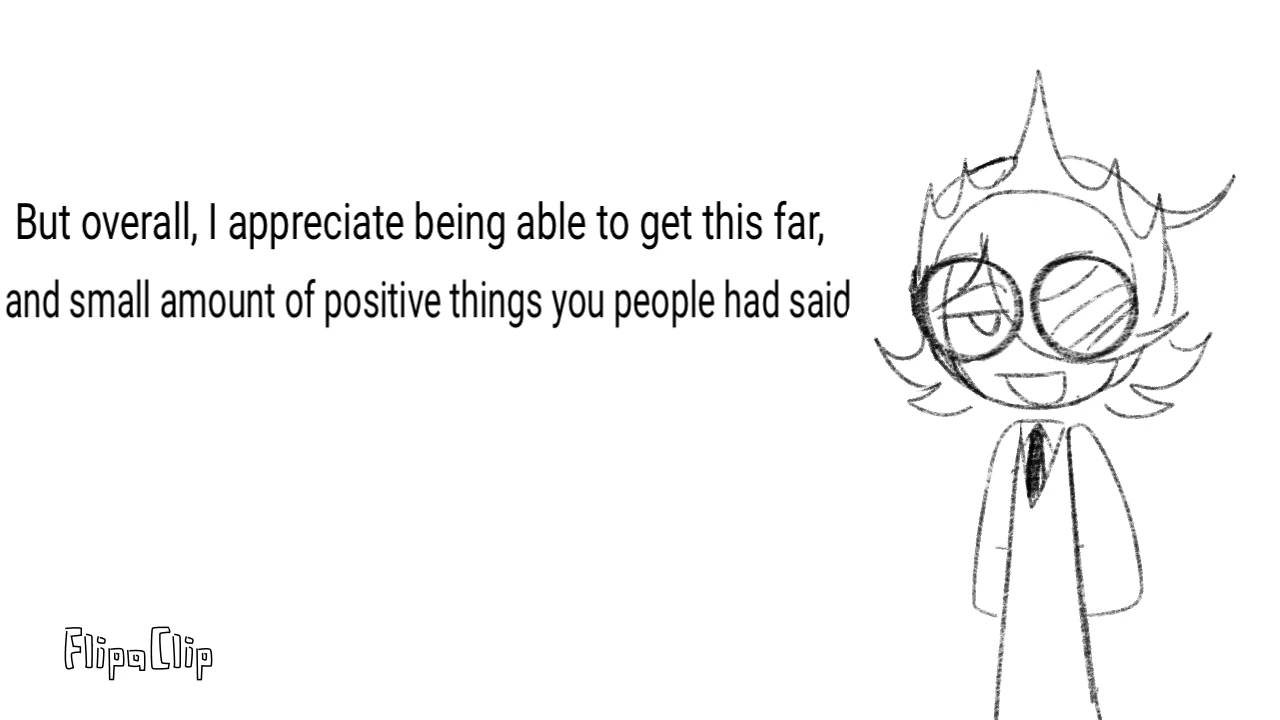 But overall, I appreciate being able to get this far,
and small amount of positive things you people had said
FlipaClip